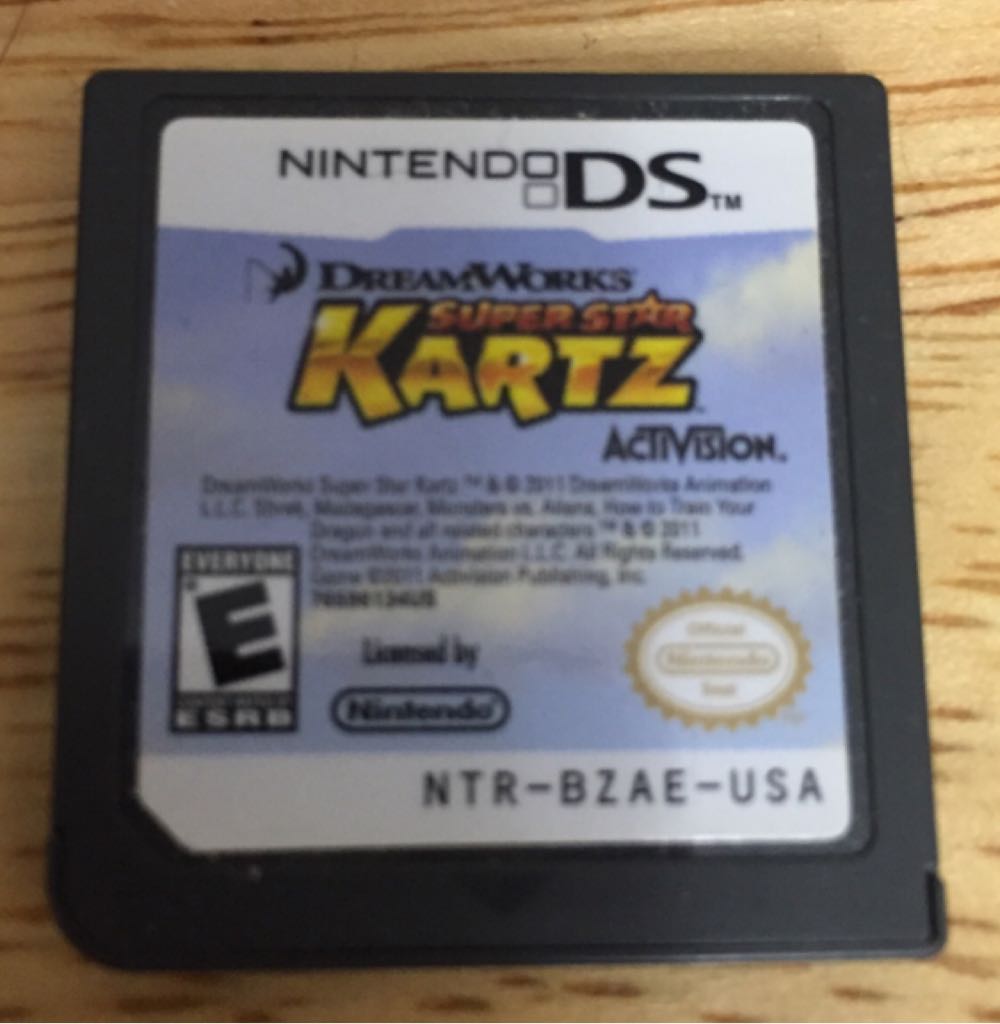 NINTENDO DS™
DREAMWORKS
SUPER STAR
KARTZ™
ACTIVISION.
DreamWorks Super Star Kartz ™ & © 2011 DreamWorks Animation
L.L.C. Shrek, Madagascar, Monsters vs. Aliens, How to Train Your
Dragon and all related characters ™ & © 2011
DreamWorks Animation L.L.C. All Rights Reserved.
Game ©2011 Activision Publishing, Inc.
EVERYONE
E
ESRB
Licensed by
Nintendo
Official
Nintendo
Seal
NTR-BZAE-USA